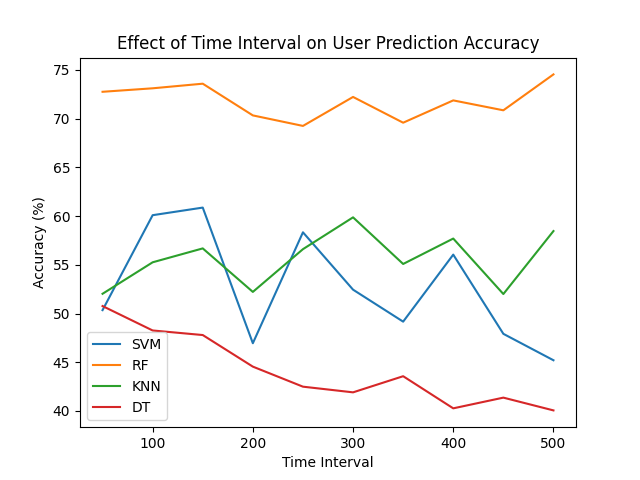 Effect of Time Interval on User Prediction Accuracy
75
70
65
60
55
50
45
40
Accuracy (%)
SVM
RF
KNN
DT
100 200 300 400 500
Time Interval